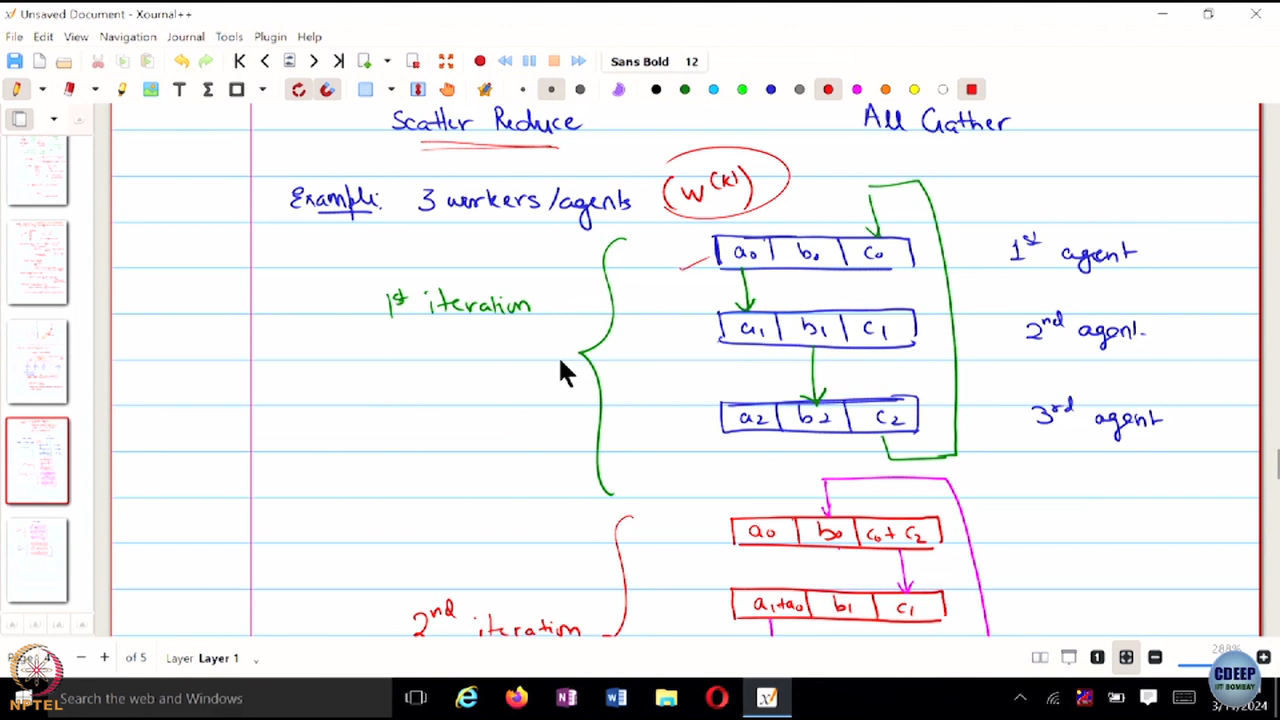 Unsaved Document - Xournal++
File Edit View Navigation Journal Tools Plugin Help
Sans Bold 12
Scatter Reduce All Gather
Example: 3 workers/agents (W^(k))
a0 b0 c0 1st agent
1st iteration
a1 b1 c1 2nd agent.
a2 b2 c2 3rd agent
a0 b0 c0+c2
a1+a0 b1 c1
2nd iteration
of 5 Layer Layer 1 288%
Search the web and Windows
NPTEL
CDEEP
IIT BOMBAY